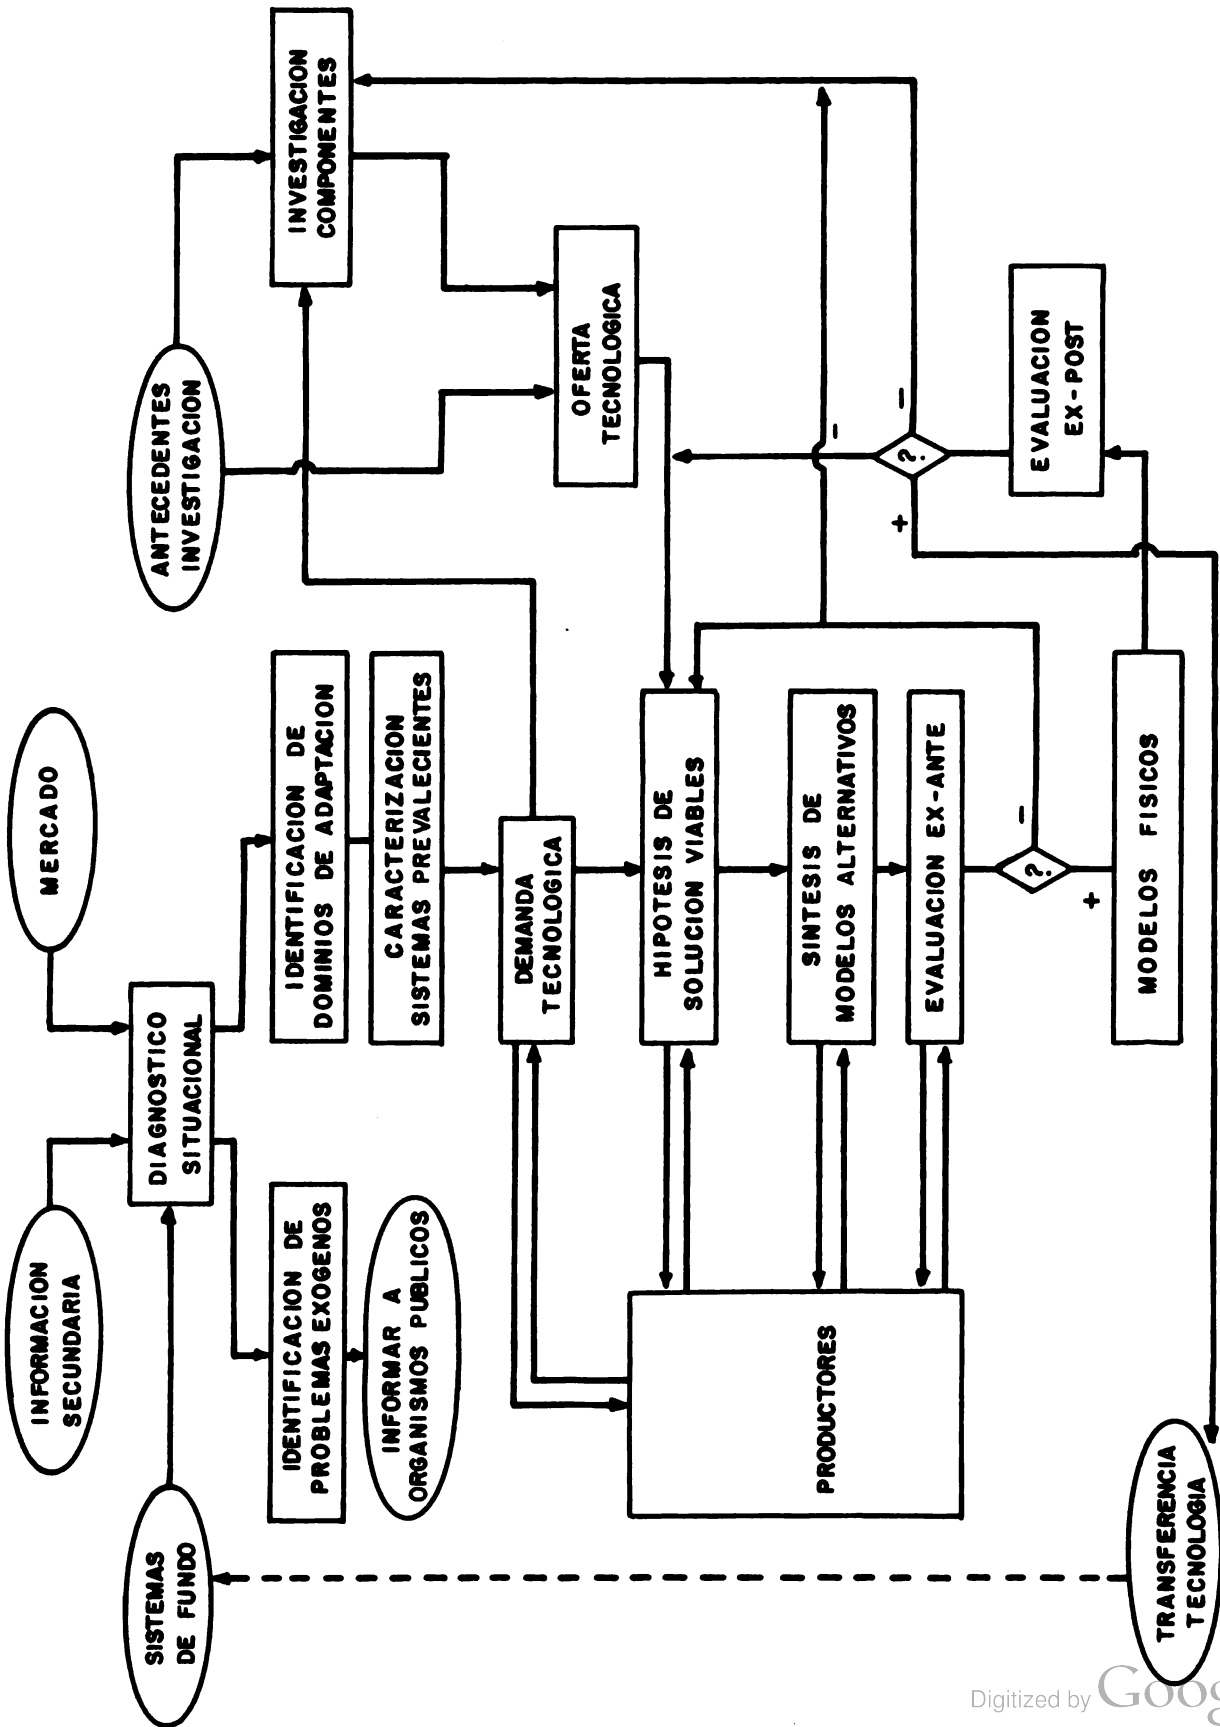 MERCADO
INFORMACION
SECUNDARIA
SISTEMAS
DE FUNDO
DIAGNOSTICO
SITUACIONAL
ANTECEDENTES
INVESTIGACION
INVESTIGACION
COMPONENTES
IDENTIFICACION DE
DOMINIOS DE ADAPTACION
CARACTERIZACION
SISTEMAS PREVALECIENTES
IDENTIFICACION DE
PROBLEMAS EXOGENOS
INFORMAR A
ORGANISMOS PUBLICOS
DEMANDA
TECNOLOGICA
OFERTA
TECNOLOGICA
HIPOTESIS DE
SOLUCION VIABLES
SINTESIS DE
MODELOS ALTERNATIVOS
EVALUACION EX-ANTE
PRODUCTORES
?.
-
+
MODELOS FISICOS
EVALUACION
EX-POST
?.
-
-
+
TRANSFERENCIA
TECNOLOGIA
Digitized by Goog